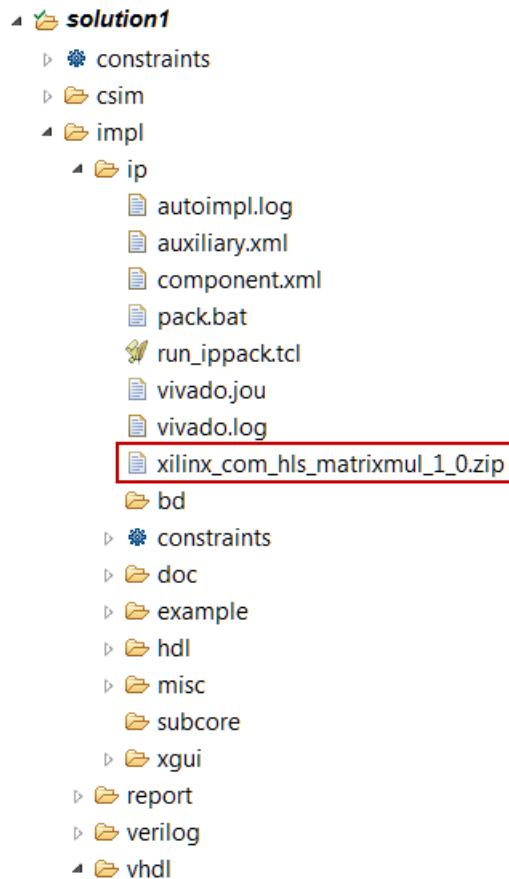 solution1
constraints
csim
impl
ip
autoimpl.log
auxiliary.xml
component.xml
pack.bat
run_ippack.tcl
vivado.jou
vivado.log
xilinx_com_hls_matrixmul_1_0.zip
bd
constraints
doc
example
hdl
misc
subcore
xgui
report
verilog
vhdl